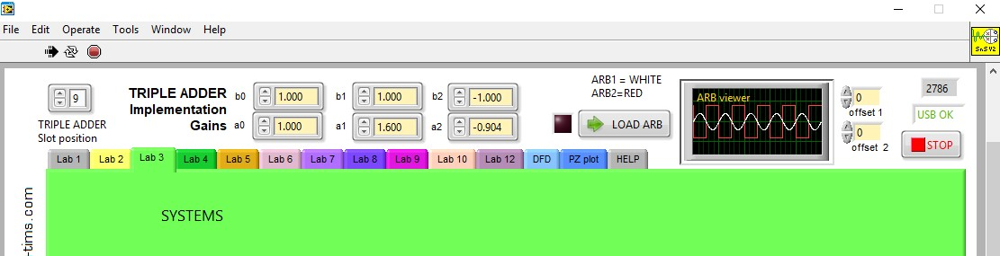 SnS V2
File Edit Operate Tools Window Help
9
TRIPLE ADDER
Slot position
TRIPLE ADDER
Implementation
Gains
b0 1.000 b1 1.000 b2 -1.000
a0 1.000 a1 1.600 a2 -0.904
ARB1 = WHITE
ARB2=RED
LOAD ARB
ARB viewer
0
offset 1
0
offset 2
2786
USB OK
STOP
Lab 1 Lab 2 Lab 3 Lab 4 Lab 5 Lab 6 Lab 7 Lab 8 Lab 9 Lab 10 Lab 12 DFD PZ plot HELP
SYSTEMS
-tims.com